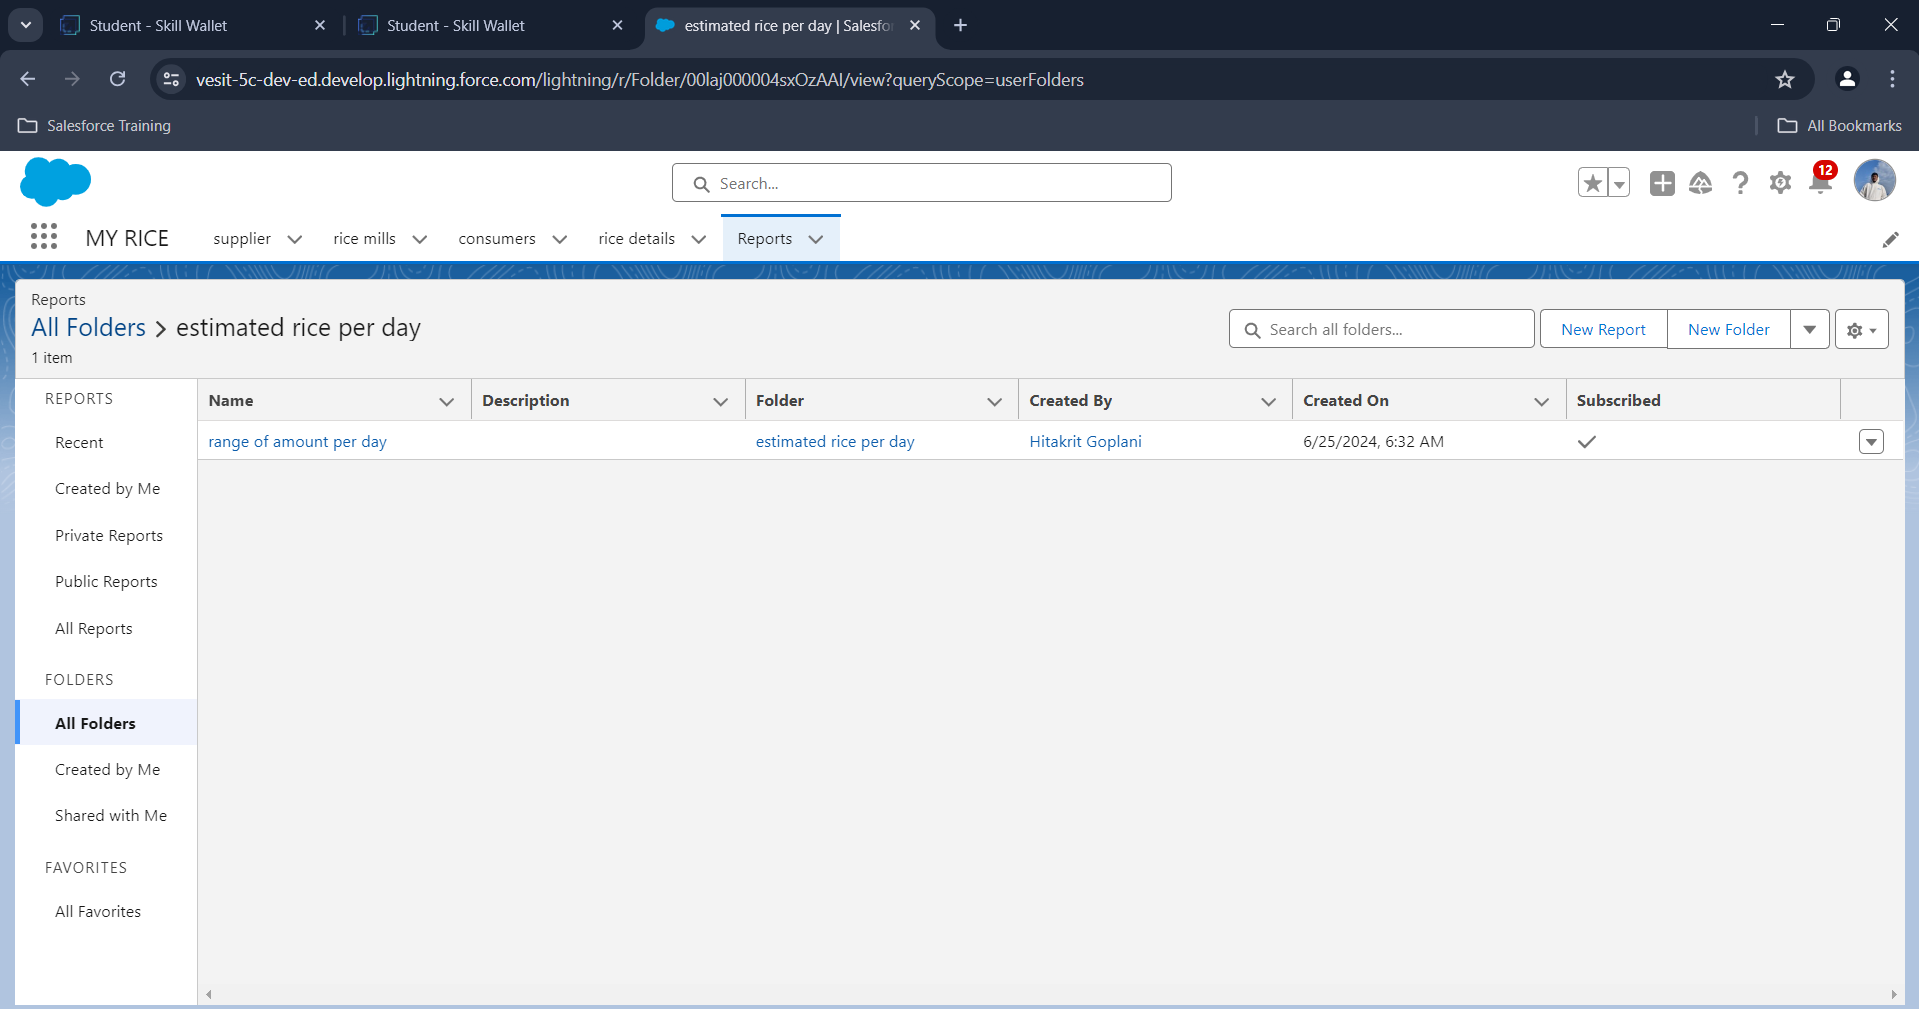 Student - Skill Wallet
Student - Skill Wallet
estimated rice per day | Salesfo
vesit-5c-dev-ed.develop.lightning.force.com/lightning/r/Folder/00laj000004sxOzAAI/view?queryScope=userFolders
Salesforce Training
All Bookmarks
Search...
12
MY RICE
supplier
rice mills
consumers
rice details
Reports
Reports
All Folders > estimated rice per day
1 item
Search all folders...
New Report
New Folder
REPORTS
Recent
Created by Me
Private Reports
Public Reports
All Reports
FOLDERS
All Folders
Created by Me
Shared with Me
FAVORITES
All Favorites
Name Description Folder Created By Created On Subscribed
range of amount per day estimated rice per day Hitakrit Goplani 6/25/2024, 6:32 AM